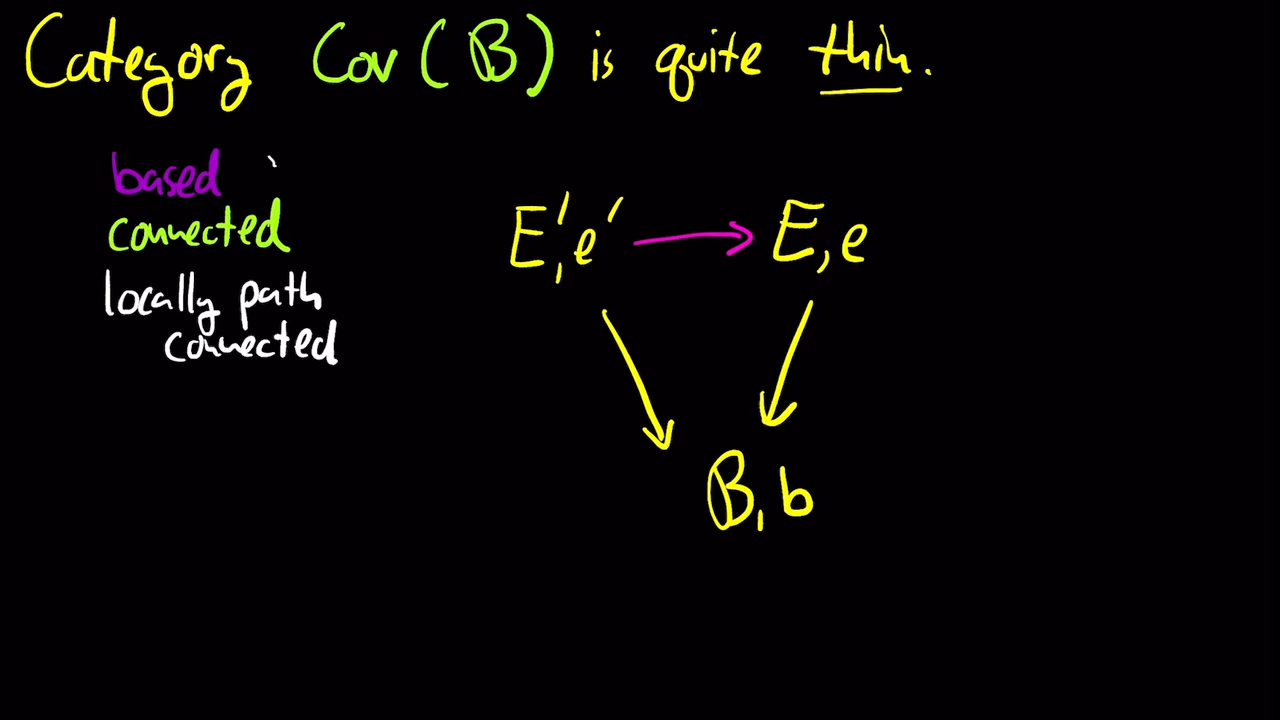 Category Cov(B) is quite thin.
based
connected
locally path
connected
E',e' → E,e
B,b